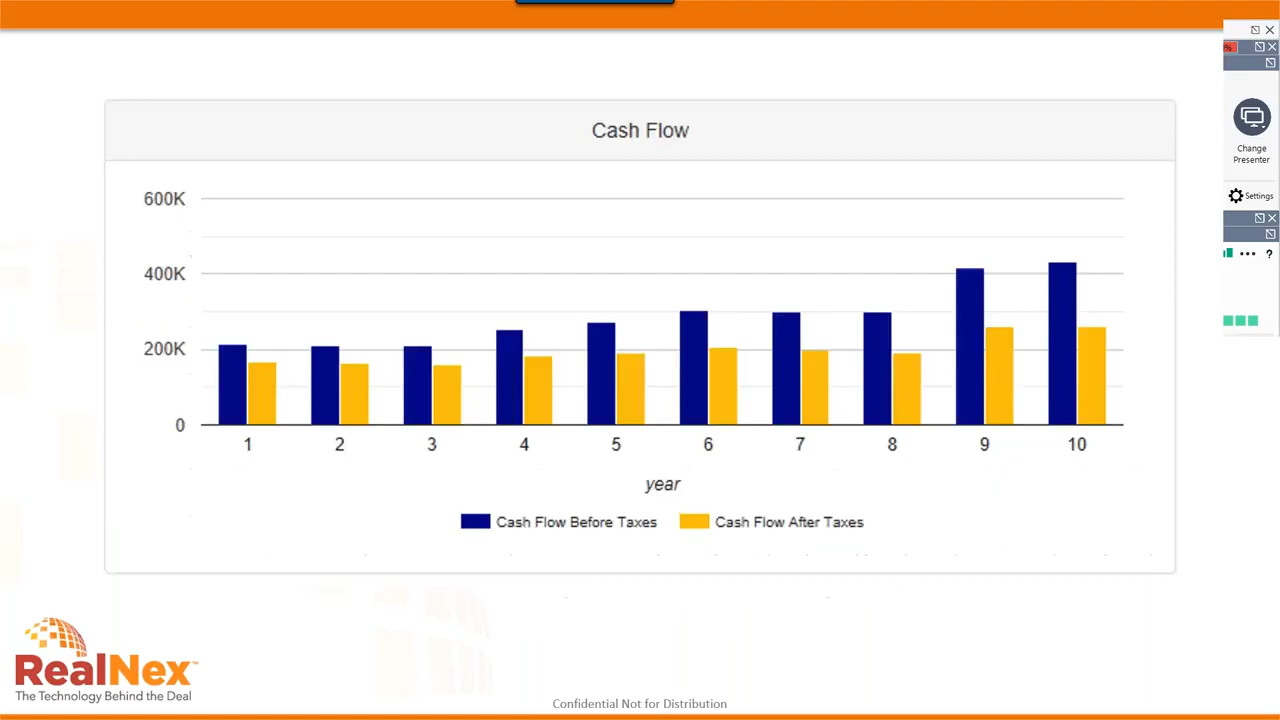 Cash Flow
600K
400K
200K
0
1 2 3 4 5 6 7 8 9 10
year
Cash Flow Before Taxes Cash Flow After Taxes
%
Change
Presenter
Settings
?
RealNex™
The Technology Behind the Deal
Confidential Not for Distribution